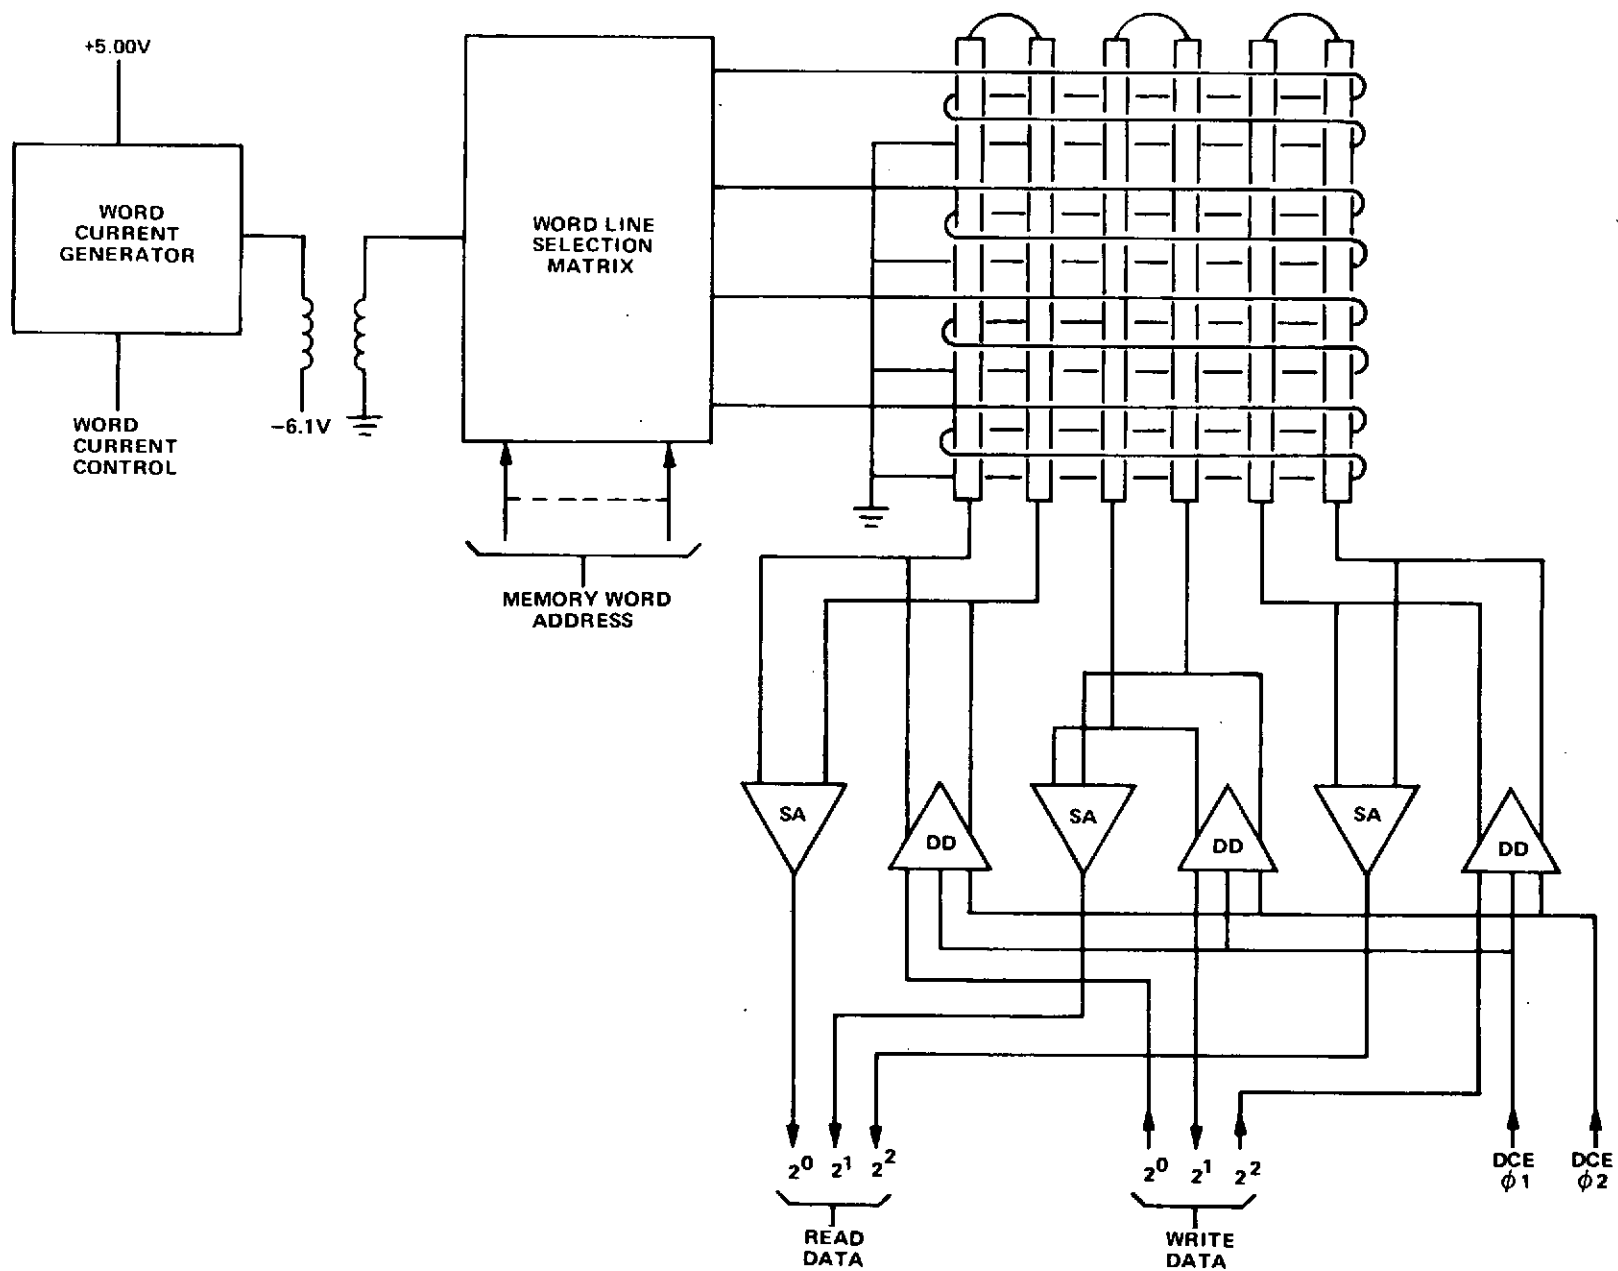 +5.00V
WORD
CURRENT
GENERATOR
WORD LINE
SELECTION
MATRIX
-6.1V
WORD
CURRENT
CONTROL
MEMORY WORD
ADDRESS
SA
DD
SA
DD
SA
DD
2⁰ 2¹ 2²
READ
DATA
2⁰ 2¹ 2²
WRITE
DATA
DCE
ϕ1
DCE
ϕ2